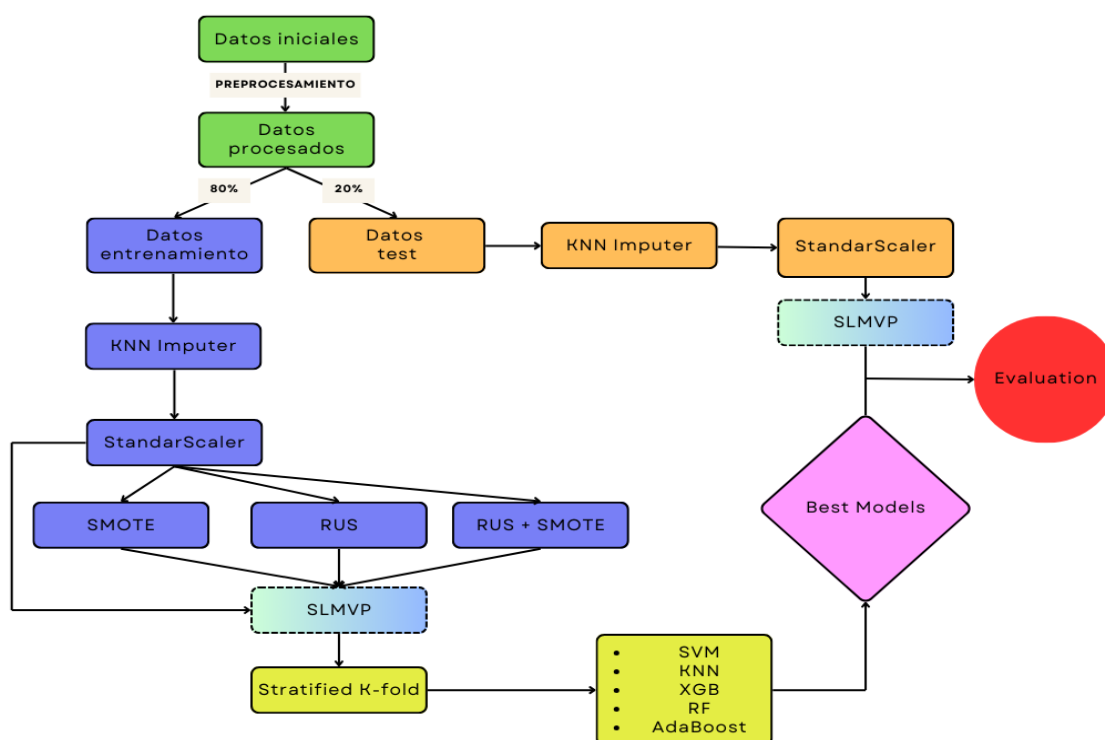 Datos iniciales
PREPROCESAMIENTO
Datos
procesados
80%
20%
Datos
entrenamiento
Datos
test
KNN Imputer
StandarScaler
SLMVP
KNN Imputer
Evaluation
StandarScaler
SMOTE
RUS
RUS + SMOTE
Best Models
SLMVP
Stratified K-fold
• SVM
• KNN
• XGB
• RF
• AdaBoost